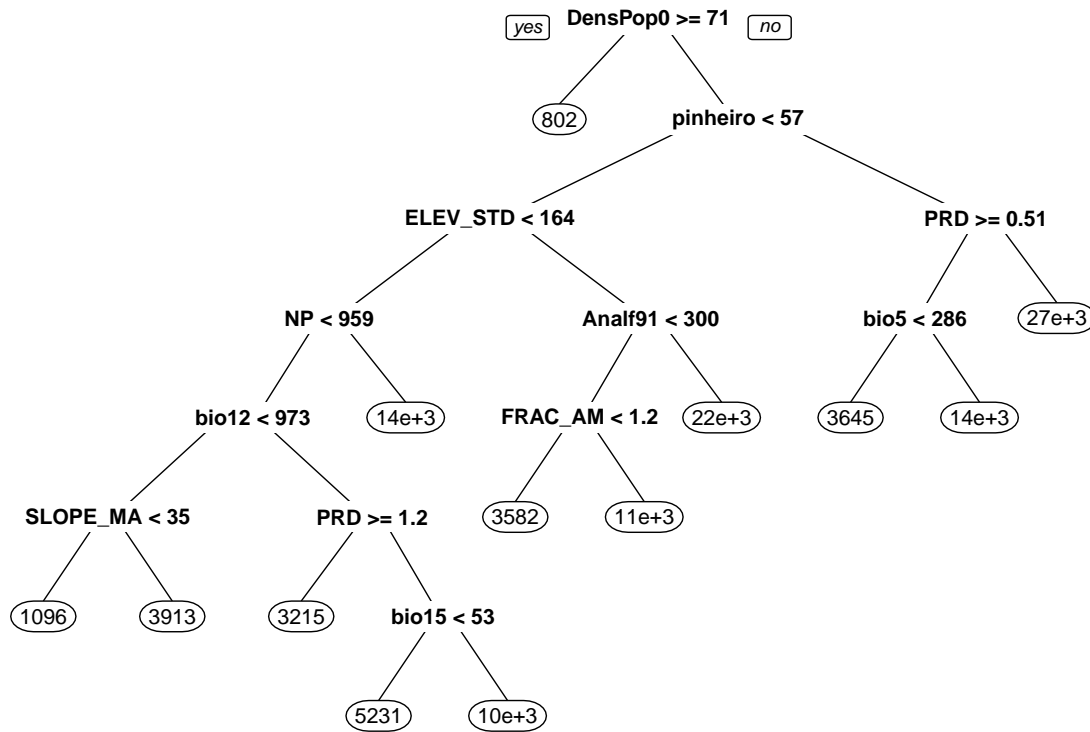 yes DensPop0 >= 71 no
802 pinheiro < 57
ELEV_STD < 164 PRD >= 0.51
NP < 959 Analf91 < 300 bio5 < 286 27e+3
bio12 < 973 14e+3 FRAC_AM < 1.2 22e+3 3645 14e+3
SLOPE_MA < 35 PRD >= 1.2 3582 11e+3
1096 3913 3215 bio15 < 53
5231 10e+3